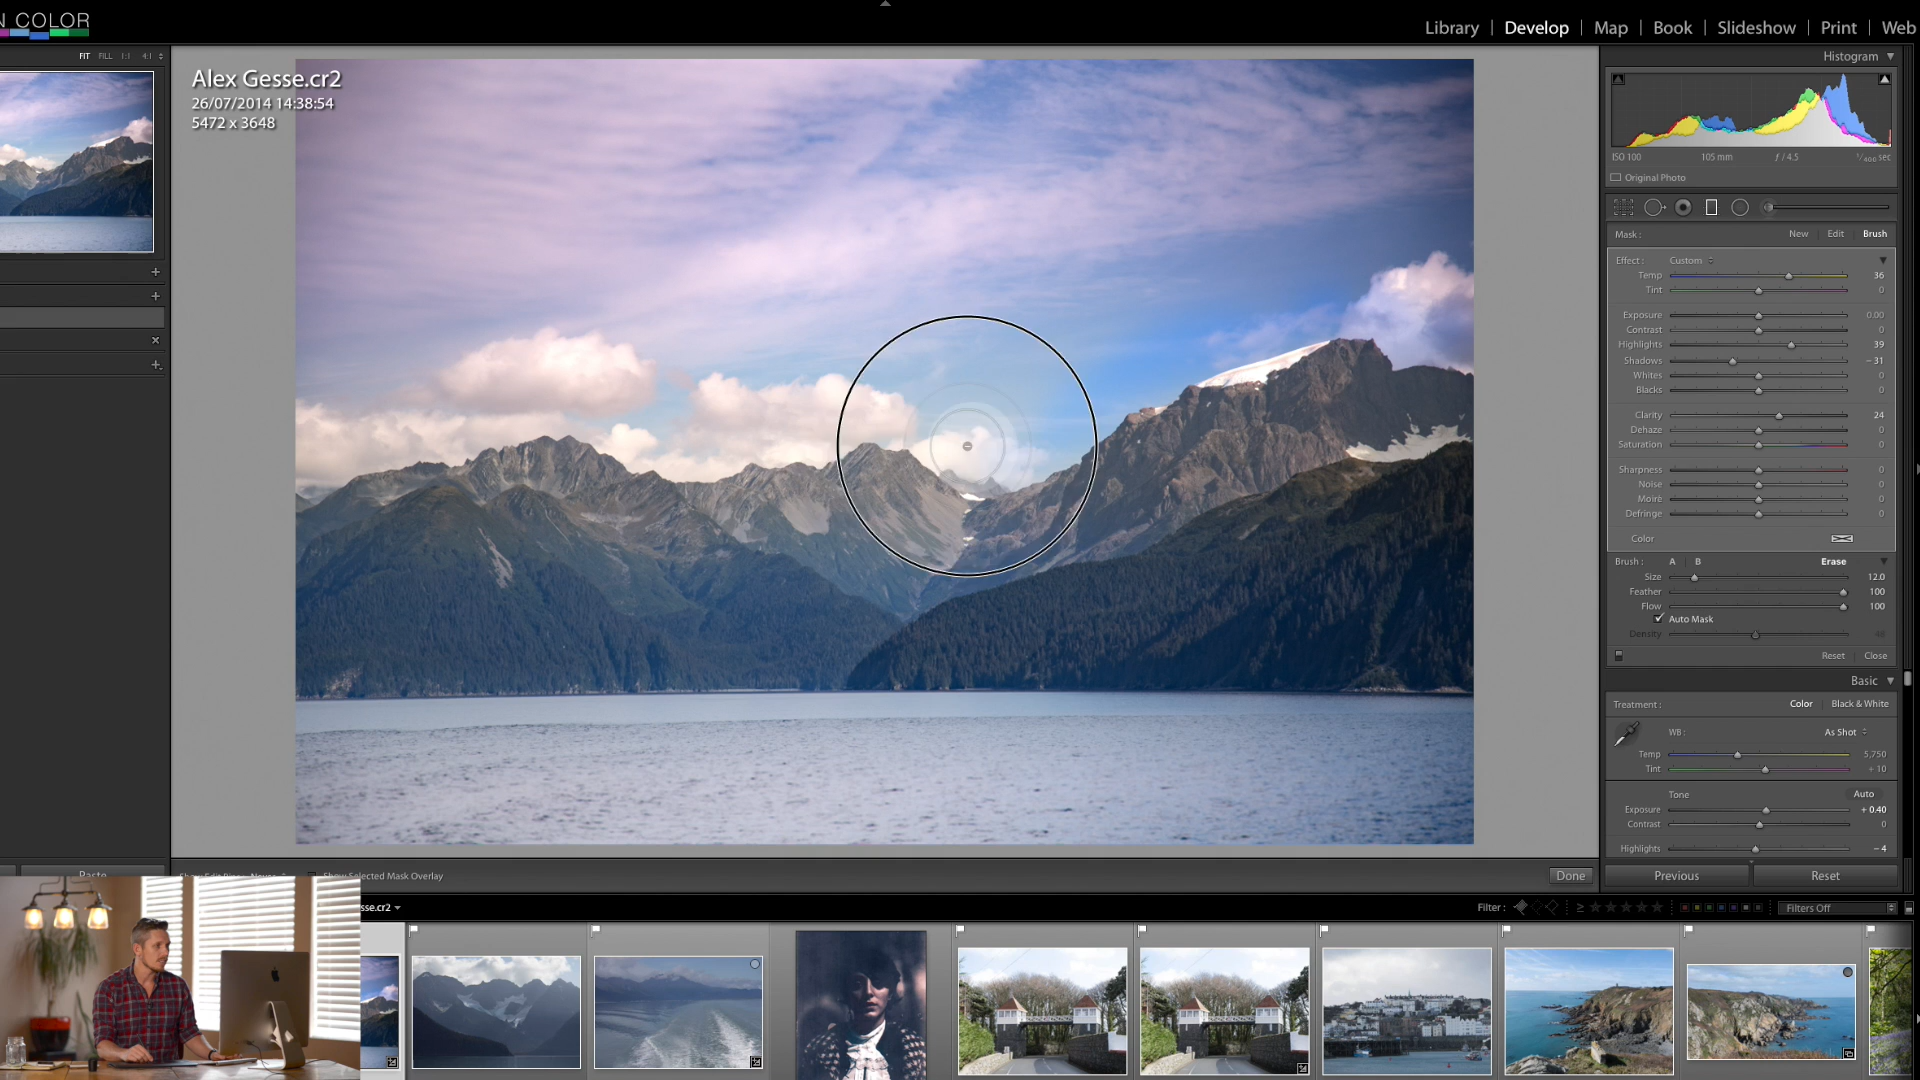 N COLOR
Library | Develop | Map | Book | Slideshow | Print | Web
FIT FILL 1:1 4:1
Histogram
Alex Gesse.cr2
26/07/2014 14:38:54
5472 x 3648
ISO 100 105 mm ƒ / 4.5
Original Photo
Mask : New Edit Brush
Effect : Custom
Temp 36
Tint 0
Exposure 0.00
Contrast 0
Highlights 39
Shadows − 31
Whites 0
Blacks 0
Clarity 24
Dehaze 0
Saturation 0
Sharpness 0
Noise 0
Moiré 0
Defringe 0
Color
Brush : A B Erase
Size 12.0
Feather 100
Flow 100
Auto Mask
Density
Reset Close
Basic
Treatment : Color Black & White
WB : As Shot
Temp 5,750
Tint + 10
Tone Auto
Exposure + 0.40
Contrast 0
Highlights − 4
Paste
Selected Mask Overlay
Done
Previous Reset
sse.cr2
Filter :
Filters Off